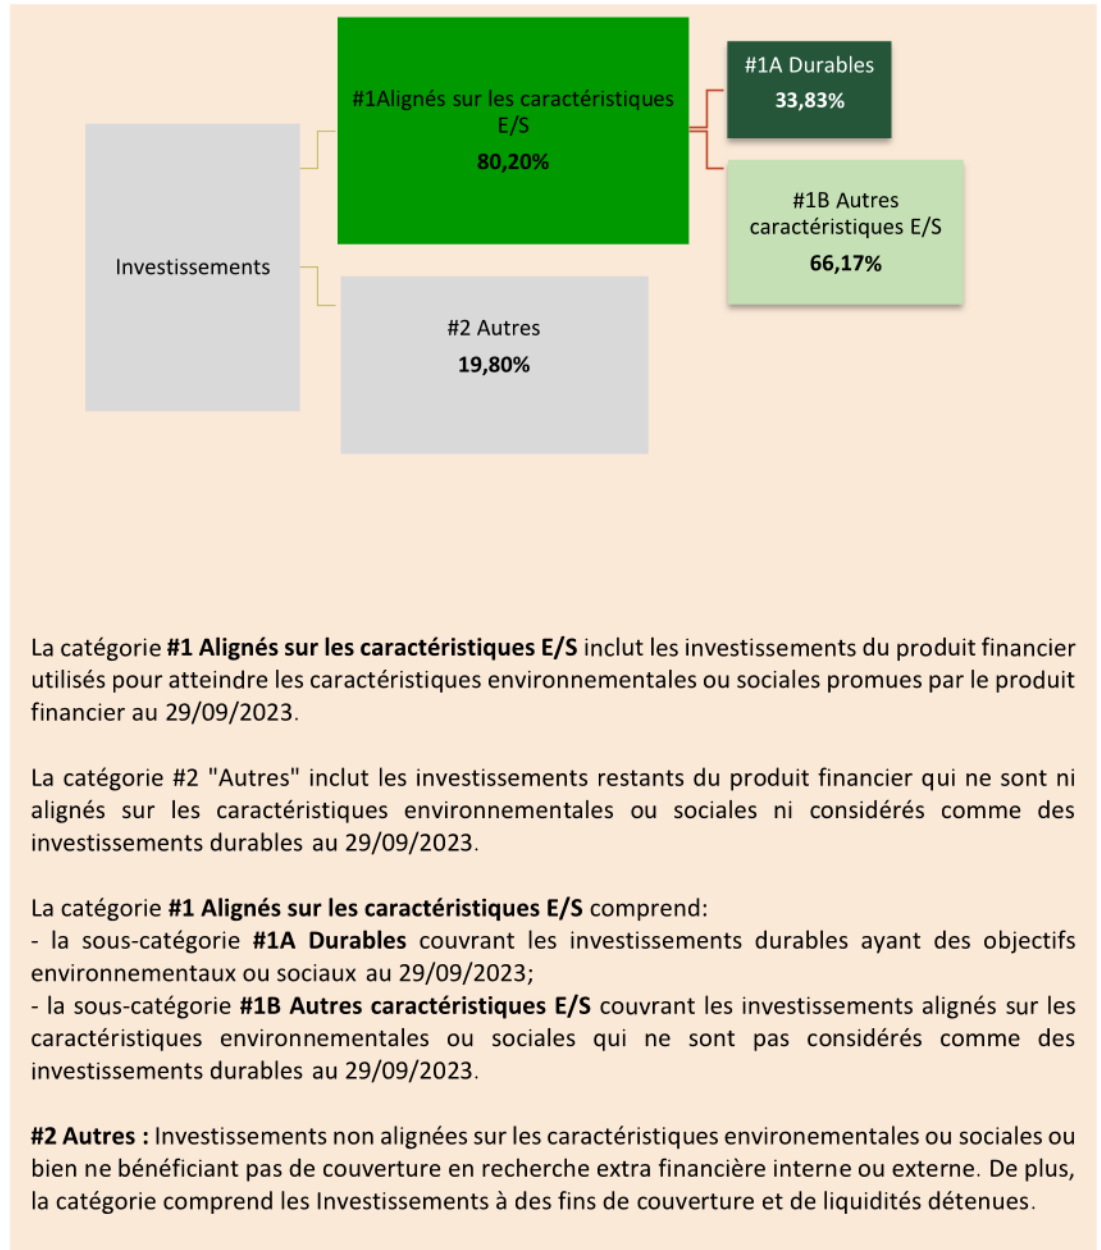 #1A Durables
33,83%
#1Alignés sur les caractéristiques
E/S
80,20%
#1B Autres
caractéristiques E/S
66,17%
Investissements
#2 Autres
19,80%
La catégorie #1 Alignés sur les caractéristiques E/S inclut les investissements du produit financier
utilisés pour atteindre les caractéristiques environnementales ou sociales promues par le produit
financier au 29/09/2023.
La catégorie #2 "Autres" inclut les investissements restants du produit financier qui ne sont ni
alignés sur les caractéristiques environnementales ou sociales ni considérés comme des
investissements durables au 29/09/2023.
La catégorie #1 Alignés sur les caractéristiques E/S comprend:
- la sous-catégorie #1A Durables couvrant les investissements durables ayant des objectifs
environnementaux ou sociaux au 29/09/2023;
- la sous-catégorie #1B Autres caractéristiques E/S couvrant les investissements alignés sur les
caractéristiques environnementales ou sociales qui ne sont pas considérés comme des
investissements durables au 29/09/2023.
#2 Autres : Investissements non alignées sur les caractéristiques environementales ou sociales ou
bien ne bénéficiant pas de couverture en recherche extra financière interne ou externe. De plus,
la catégorie comprend les Investissements à des fins de couverture et de liquidités détenues.